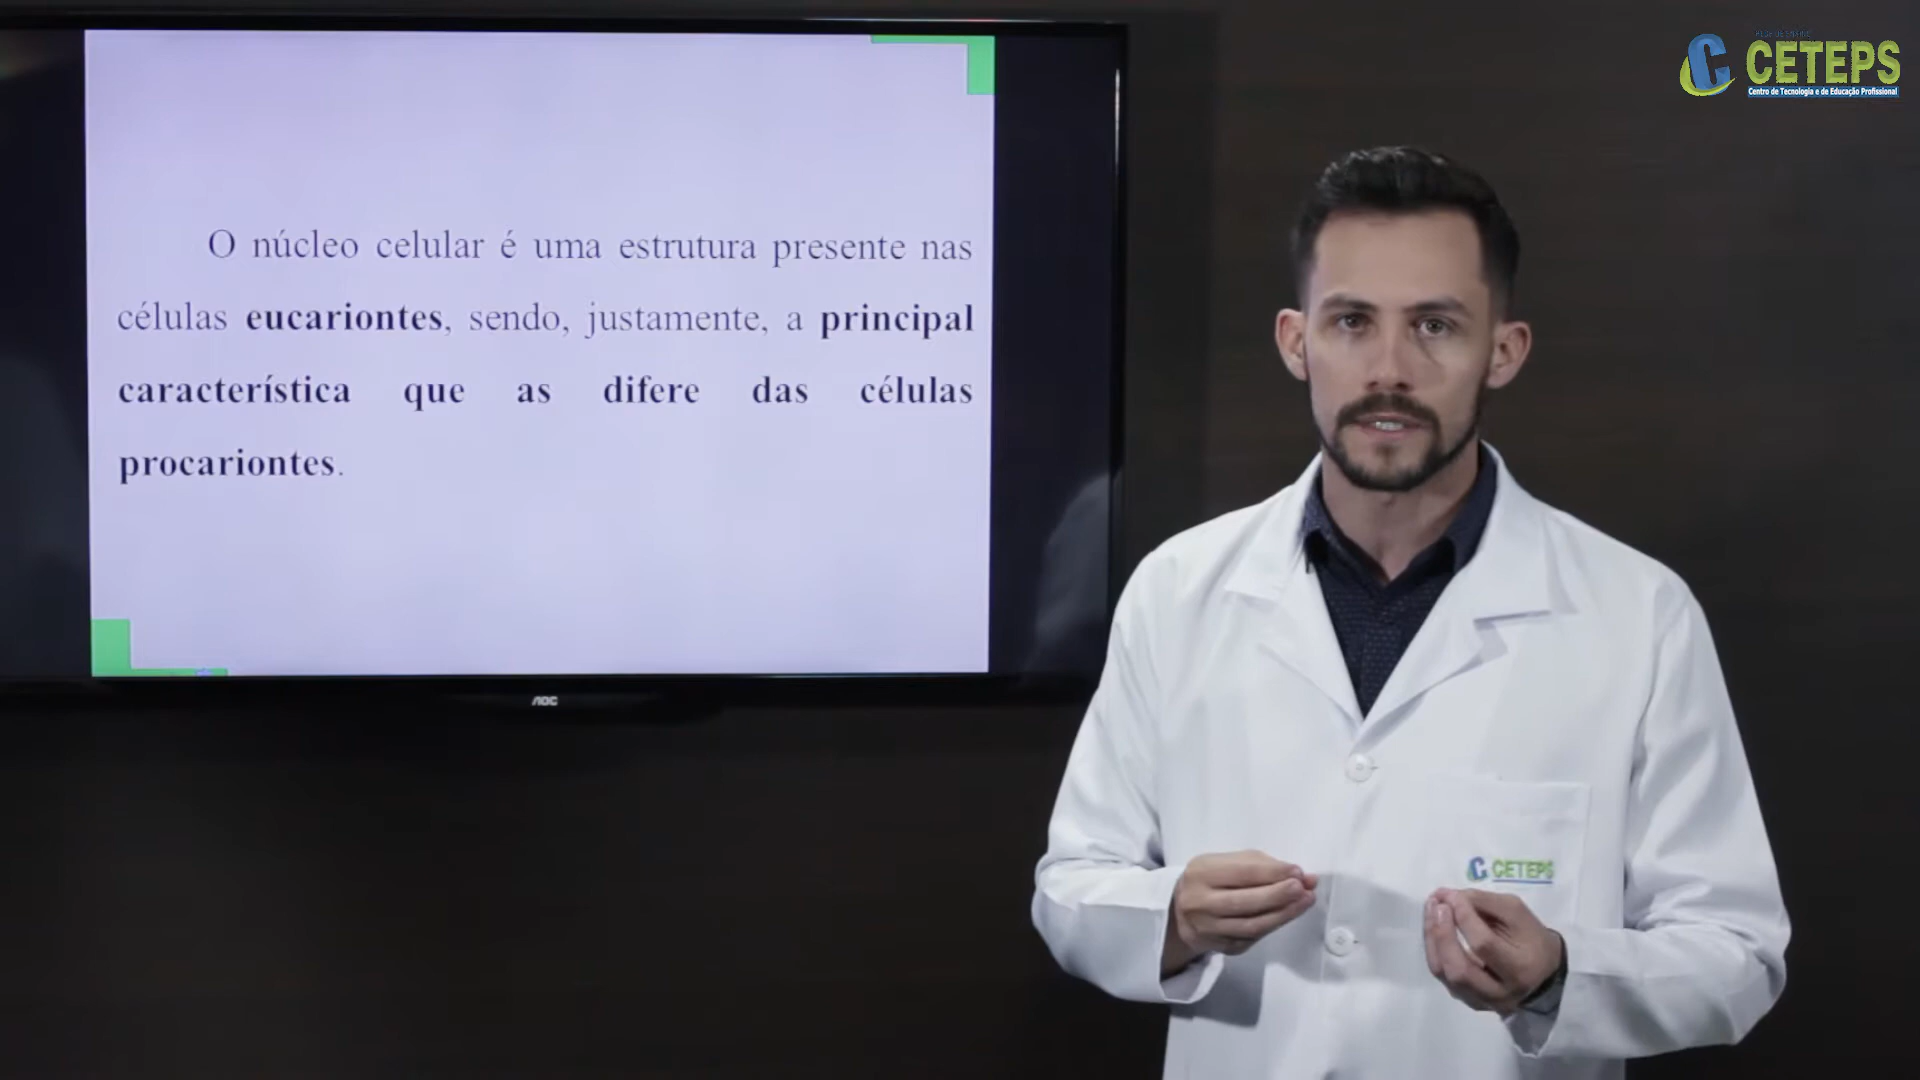 O núcleo celular é uma estrutura presente nas
células eucariontes, sendo, justamente, a principal
característica que as difere das células
procariontes.
AOC
CETEPS
Centro de Tecnologia e de Educação Profissional
CETEPS